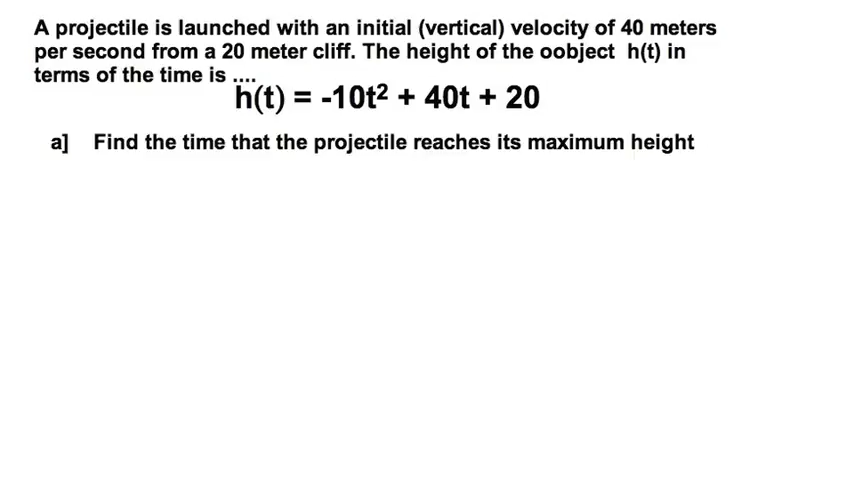 A projectile is launched with an initial (vertical) velocity of 40 meters
per second from a 20 meter cliff. The height of the oobject h(t) in
terms of the time is ....
h(t) = -10t² + 40t + 20
a] Find the time that the projectile reaches its maximum height